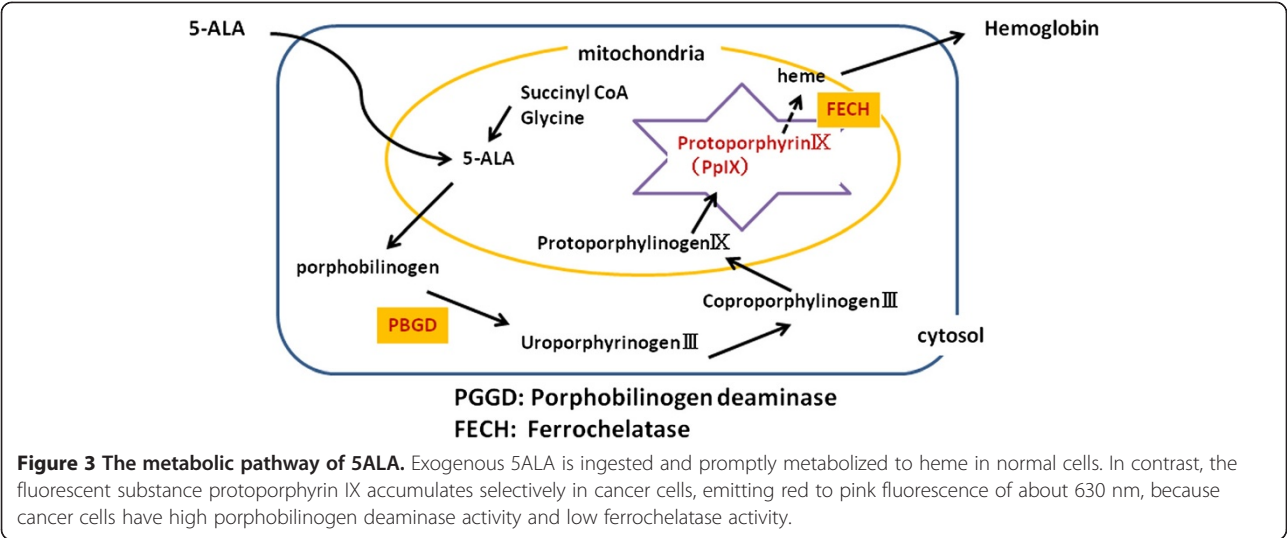 5-ALA
Hemoglobin
mitochondria
heme
FECH
Succinyl CoA
Glycine
5-ALA
ProtoporphyrinⅨ
(PpIX)
ProtoporphylinogenⅨ
porphobilinogen
CoproporphylinogenⅢ
PBGD
UroporphyrinogenⅢ
cytosol
PGGD: Porphobilinogen deaminase
FECH: Ferrochelatase
Figure 3 The metabolic pathway of 5ALA. Exogenous 5ALA is ingested and promptly metabolized to heme in normal cells. In contrast, the
fluorescent substance protoporphyrin IX accumulates selectively in cancer cells, emitting red to pink fluorescence of about 630 nm, because
cancer cells have high porphobilinogen deaminase activity and low ferrochelatase activity.